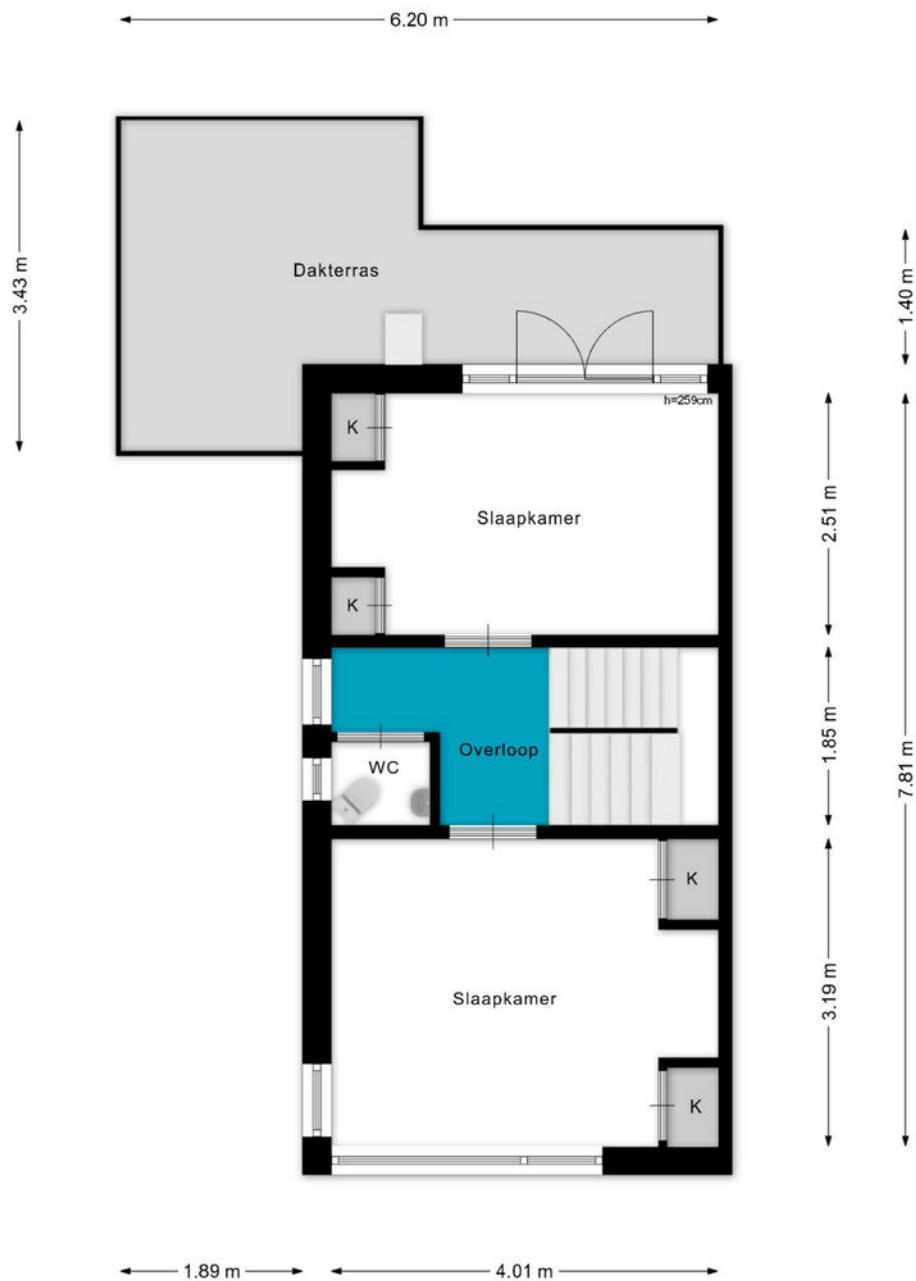 6.20 m
3.43 m
1.40 m
Dakterras
h=259cm
K
Slaapkamer
2.51 m
K
Overloop
WC
1.85 m
7.81 m
K
Slaapkamer
3.19 m
K
1.89 m
4.01 m